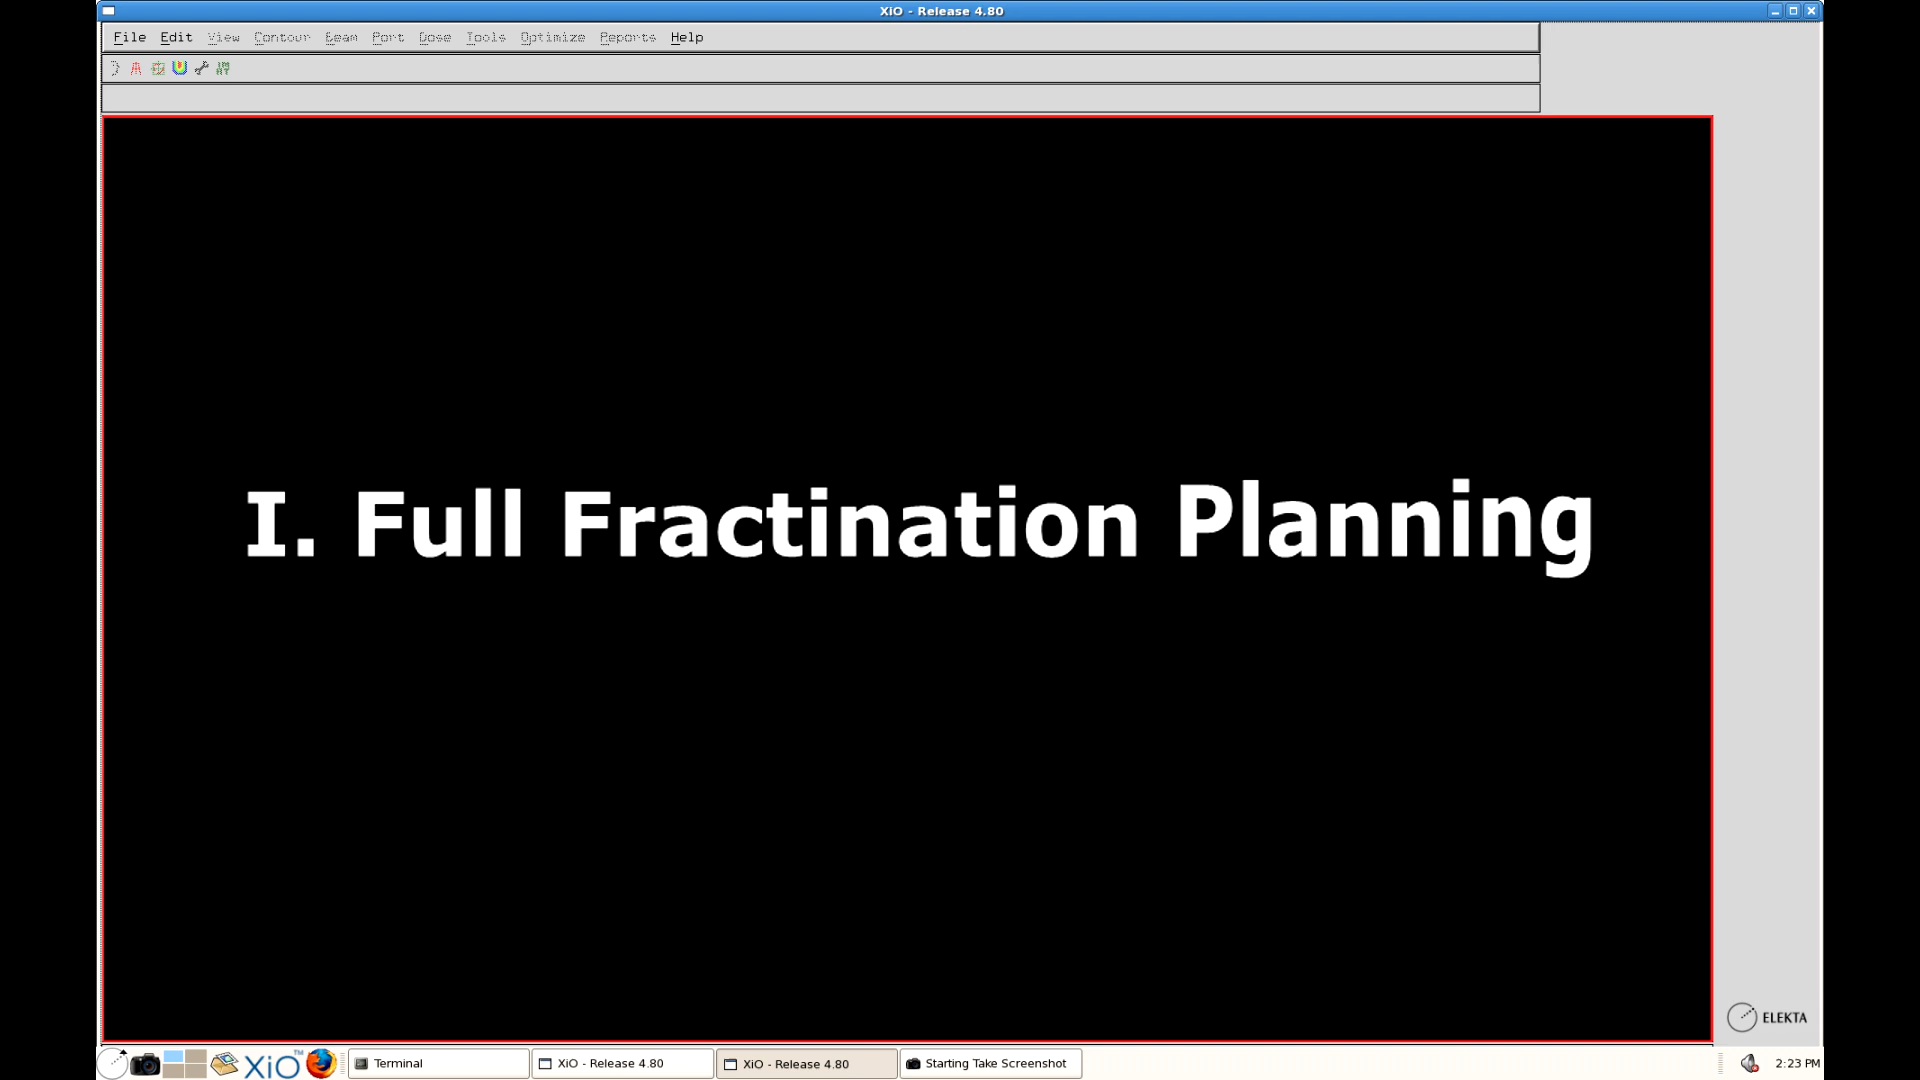 XiO - Release 4.80
File Edit View Contour Beam Port Dose Tools Optimize Reports Help
I. Full Fractination Planning
ELEKTA
XiO™ Terminal XiO - Release 4.80 XiO - Release 4.80 Starting Take Screenshot 2:23 PM